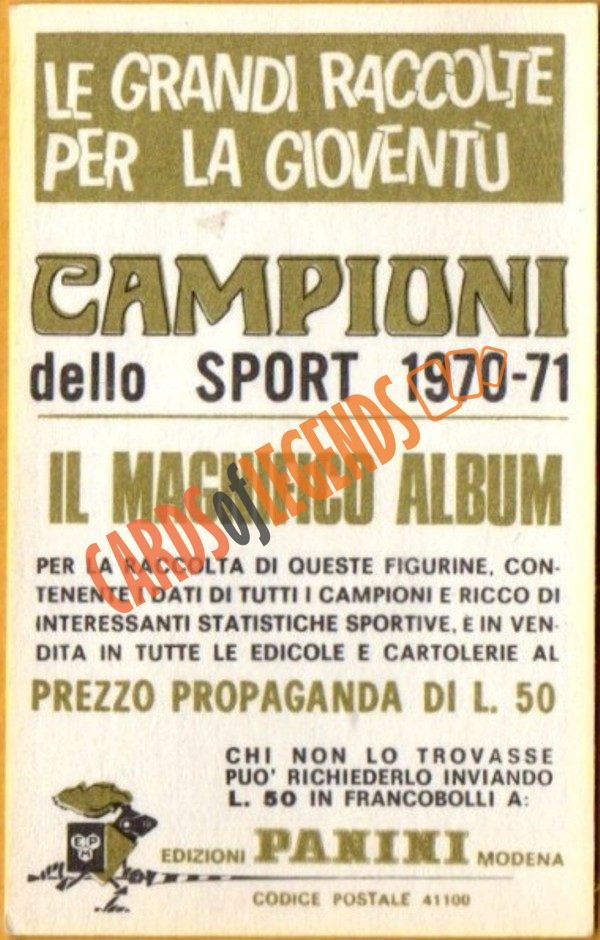 LE GRANDI RACCOLTE
PER LA GIOVENTÙ
CAMPIONI
dello SPORT 1970-71
IL MAGNIFICO ALBUM
PER LA RACCOLTA DI QUESTE FIGURINE, CON-
TENENTE I DATI DI TUTTI I CAMPIONI E RICCO DI
INTERESSANTI STATISTICHE SPORTIVE, È IN VEN-
DITA IN TUTTE LE EDICOLE E CARTOLERIE AL
PREZZO PROPAGANDA DI L. 50
CHI NON LO TROVASSE
PUO' RICHIEDERLO INVIANDO
L. 50 IN FRANCOBOLLI A:
EDIZIONI PANINI MODENA
CODICE POSTALE 41100
EPM
CARDSofLEGENDS